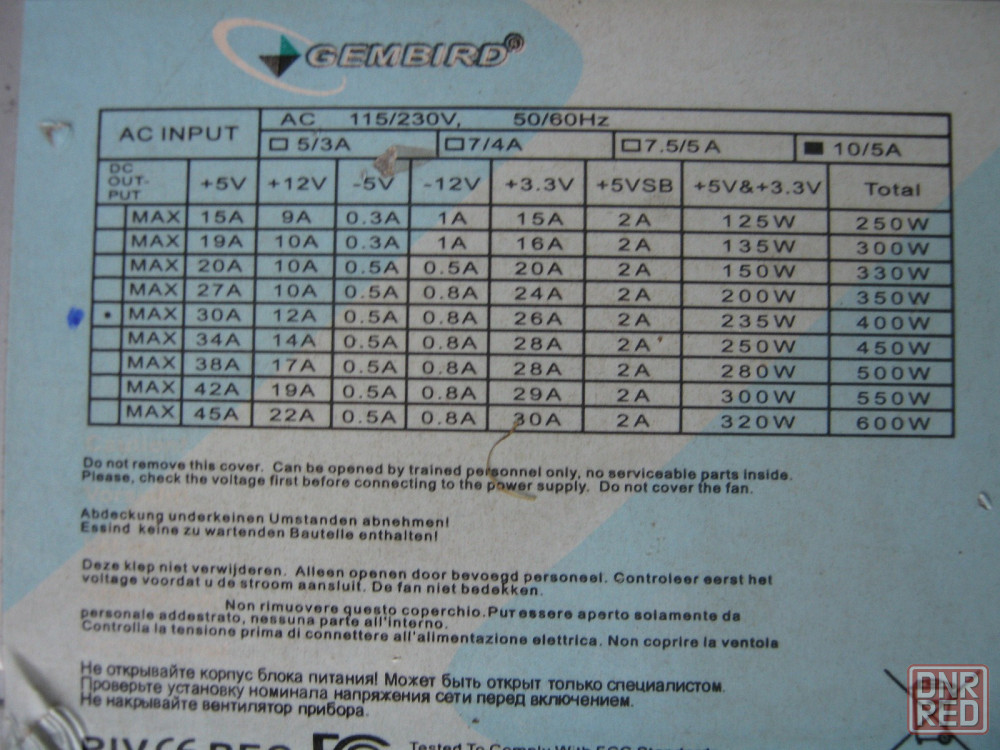 GEMBIRD®
AC INPUT AC 115/230V, 50/60Hz
5/3A 7/4A 7.5/5A 10/5A
DC OUT-PUT +5V +12V -5V -12V +3.3V +5VSB +5V&+3.3V Total
MAX 15A 9A 0.3A 1A 15A 2A 125W 250W
MAX 19A 10A 0.3A 1A 16A 2A 135W 300W
MAX 20A 10A 0.5A 0.5A 20A 2A 150W 330W
MAX 27A 10A 0.5A 0.8A 24A 2A 200W 350W
MAX 30A 12A 0.5A 0.8A 26A 2A 235W 400W
MAX 34A 14A 0.5A 0.8A 28A 2A 250W 450W
MAX 38A 17A 0.5A 0.8A 28A 2A 280W 500W
MAX 42A 19A 0.5A 0.8A 29A 2A 300W 550W
MAX 45A 22A 0.5A 0.8A 30A 2A 320W 600W
Do not remove this cover. Can be opened by trained personnel only, no serviceable parts inside.
Please, check the voltage first before connecting to the power supply. Do not cover the fan.
Abdeckung underkeinen Umstanden abnehmen!
Essind keine zu wartenden Bautelle enthalten!
Deze klep niet verwijderen. Alleen openen door bevoegd personeel. Controleer eerst het
voltage voordat u de stroom aansluit. De fan niet bedekken.
Non rimuovere questo coperchio.Pur essere aperto solamente da
personale addestrato, nessuna parte all'interno.
Controlla la tensione prima di connettere all'alimentazione elettrica. Non coprire la ventola
Не открывайте корпус блока питания! Может быть открыт только специалистом.
Проверьте установку номинала напряжения сети перед включением.
Не накрывайте вентилятор прибора.
Tested To Comply With FCC Standards
DNR
RED